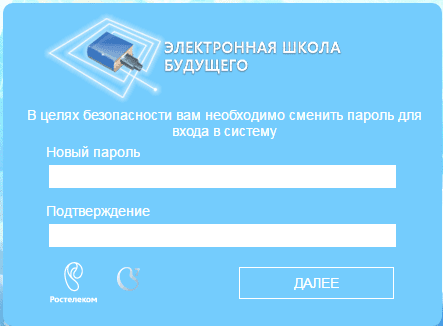 ЭЛЕКТРОННАЯ ШКОЛА
БУДУЩЕГО
В целях безопасности вам необходимо сменить пароль для
входа в систему
Новый пароль
Подтверждение
Ростелеком
ДАЛЕЕ